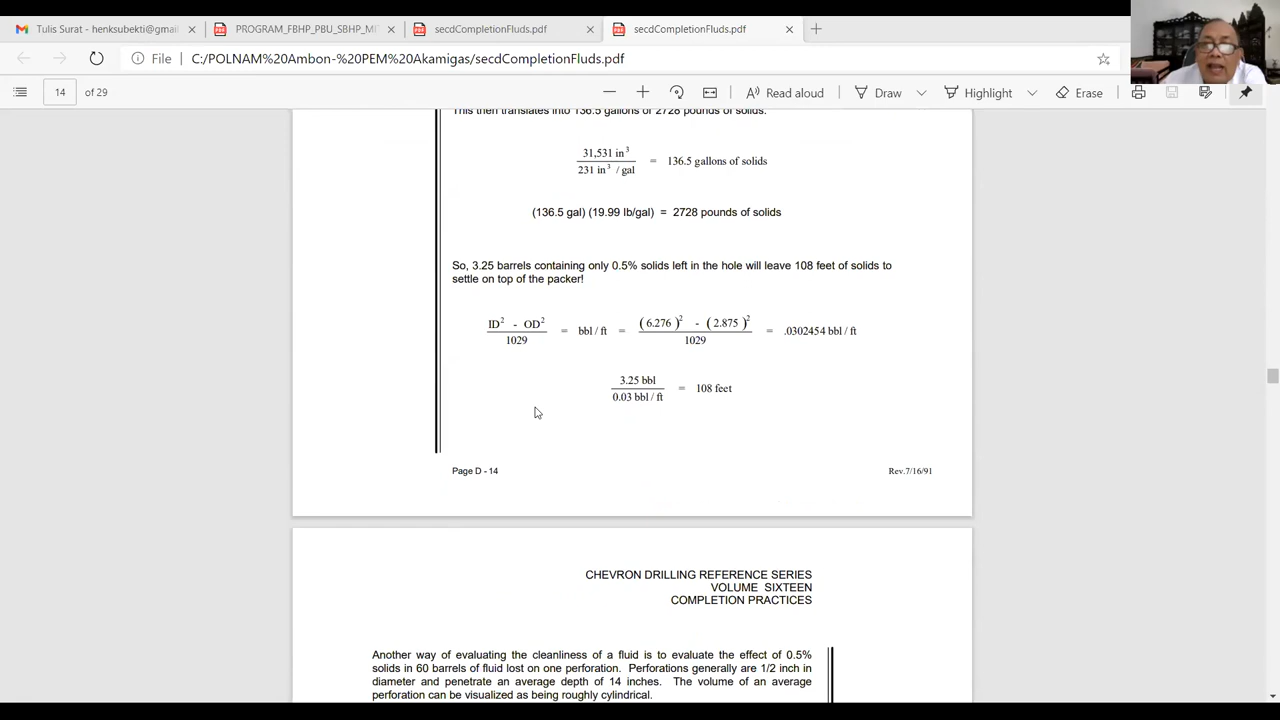 Tulis Surat - henksubekti@gmail
PROGRAM_FBHP_PBU_SBHP_M
secdCompletionFluds.pdf
secdCompletionFluds.pdf
File
C:/POLNAM%20Ambon-%20PEM%20Akamigas/secdCompletionFluds.pdf
14 of 29
Read aloud
Draw
Highlight
Erase
This then translates into 136.5 gallons or 2728 pounds of solids.
31,531 in³
231 in³ / gal
= 136.5 gallons of solids
(136.5 gal) (19.99 lb/gal) = 2728 pounds of solids
So, 3.25 barrels containing only 0.5% solids left in the hole will leave 108 feet of solids to
settle on top of the packer!
ID² - OD²
1029
= bbl / ft =
( 6.276 )² - ( 2.875 )²
1029
= .0302454 bbl / ft
3.25 bbl
0.03 bbl / ft
= 108 feet
Page D - 14
Rev.7/16/91
CHEVRON DRILLING REFERENCE SERIES
VOLUME SIXTEEN
COMPLETION PRACTICES
Another way of evaluating the cleanliness of a fluid is to evaluate the effect of 0.5%
solids in 60 barrels of fluid lost on one perforation. Perforations generally are 1/2 inch in
diameter and penetrate an average depth of 14 inches. The volume of an average
perforation can be visualized as being roughly cylindrical.